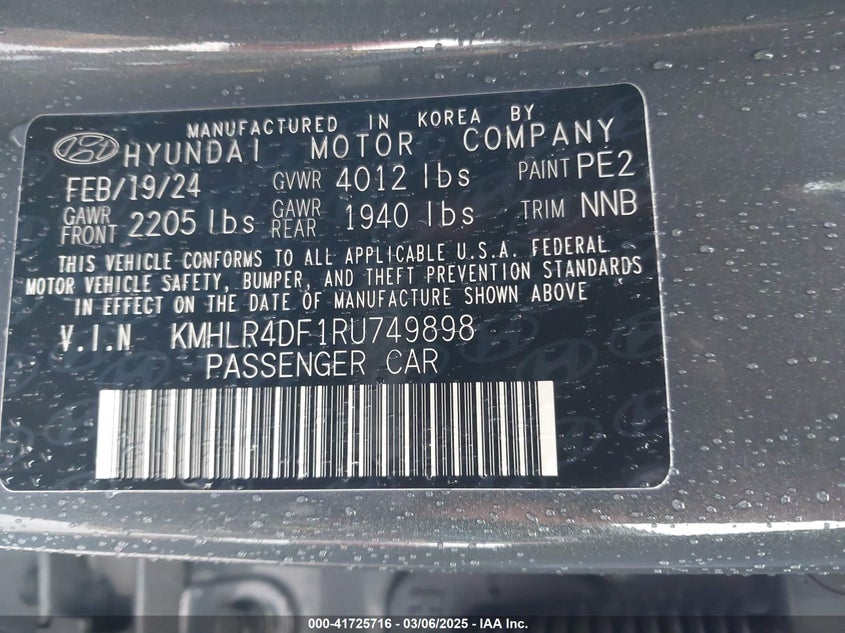 MANUFACTURED IN KOREA BY
HYUNDAI MOTOR COMPANY
FEB/19/24 GVWR 4012 lbs PAINT PE2
GAWR FRONT 2205 lbs GAWR REAR 1940 lbs TRIM NNB
THIS VEHICLE CONFORMS TO ALL APPLICABLE U.S.A. FEDERAL
MOTOR VEHICLE SAFETY, BUMPER, AND THEFT PREVENTION STANDARDS
IN EFFECT ON THE DATE OF MANUFACTURE SHOWN ABOVE
V.I.N KMHLR4DF1RU749898
PASSENGER CAR
000-41725716 - 03/06/2025 - IAA Inc.